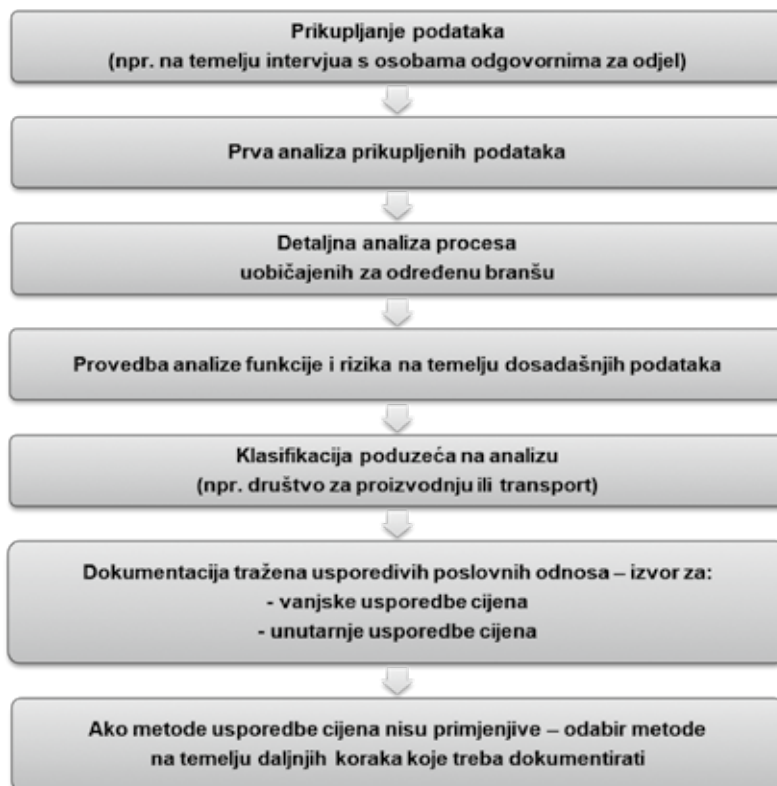 Prikupljanje podataka
(npr. na temelju intervjua s osobama odgovornima za odjel)
Prva analiza prikupljenih podataka
Detaljna analiza procesa
uobičajenih za određenu branšu
Provedba analize funkcije i rizika na temelju dosadašnjih podataka
Klasifikacija poduzeća na analizu
(npr. društvo za proizvodnju ili transport)
Dokumentacija tražena usporedivih poslovnih odnosa – izvor za:
- vanjske usporedbe cijena
- unutarnje usporedbe cijena
Ako metode usporedbe cijena nisu primjenjive – odabir metode
na temelju daljnjih koraka koje treba dokumentirati